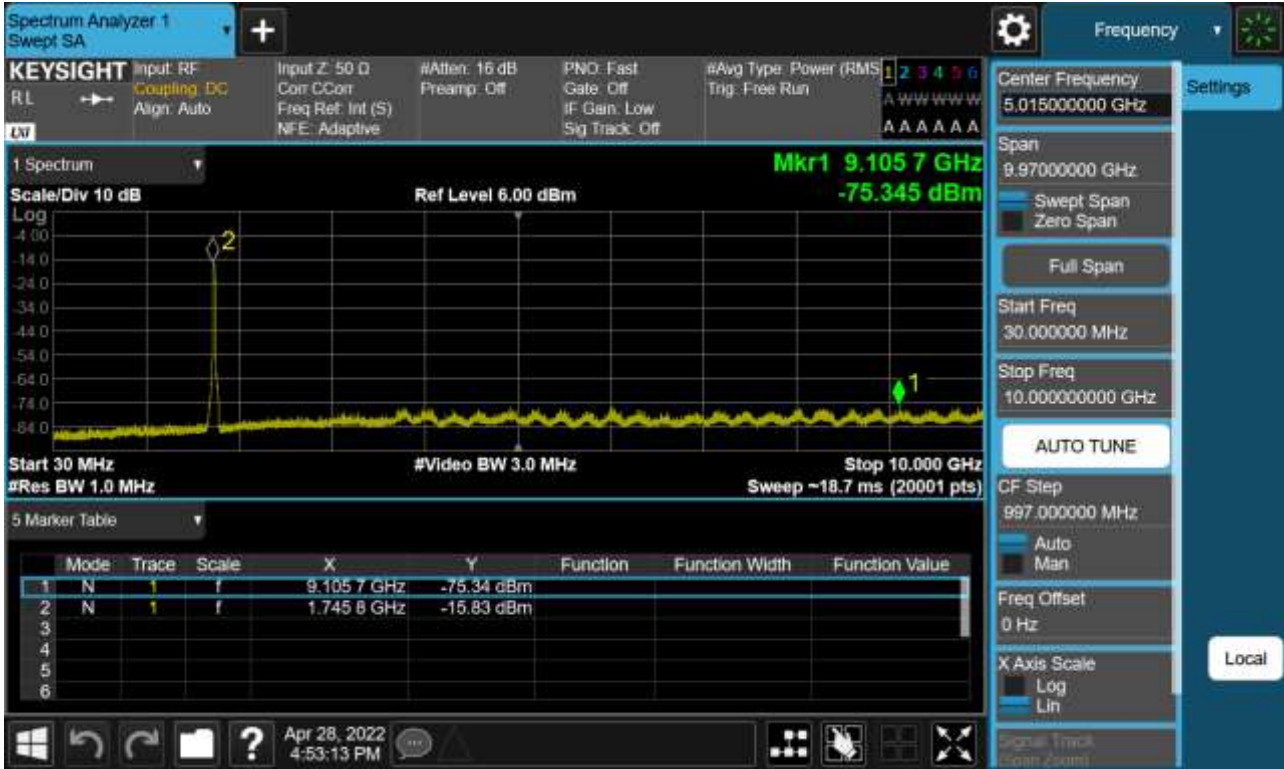 Spectrum Analyzer 1
Swept SA
+
Frequency
KEYSIGHT
RL
LXI
Input: RF
Coupling: DC
Align: Auto
Input Z: 50 Ω
Corr CCorr
Freq Ref: Int (S)
NFE: Adaptive
#Atten: 16 dB
Preamp: Off
PNO: Fast
Gate: Off
IF Gain: Low
Sig Track: Off
#Avg Type: Power (RMS
Trig: Free Run
1 2 3 4 5 6
A W W W W W
A A A A A A
1 Spectrum
Scale/Div 10 dB
Ref Level 6.00 dBm
Mkr1 9.105 7 GHz
-75.345 dBm
Log
-4.00
-14.0
-24.0
-34.0
-44.0
-54.0
-64.0
-74.0
-84.0
2
1
Start 30 MHz
#Video BW 3.0 MHz
Stop 10.000 GHz
#Res BW 1.0 MHz
Sweep ~18.7 ms (20001 pts)
5 Marker Table
Mode Trace Scale X Y Function Function Width Function Value
1 N 1 f 9.105 7 GHz -75.34 dBm
2 N 1 f 1.745 8 GHz -15.83 dBm
3
4
5
6
Apr 28, 2022
4:53:13 PM
?
Center Frequency
5.015000000 GHz
Settings
Span
9.97000000 GHz
Swept Span
Zero Span
Full Span
Start Freq
30.000000 MHz
Stop Freq
10.000000000 GHz
AUTO TUNE
CF Step
997.000000 MHz
Auto
Man
Freq Offset
0 Hz
X Axis Scale
Log
Lin
Local
Signal Track
(Span Zoom)